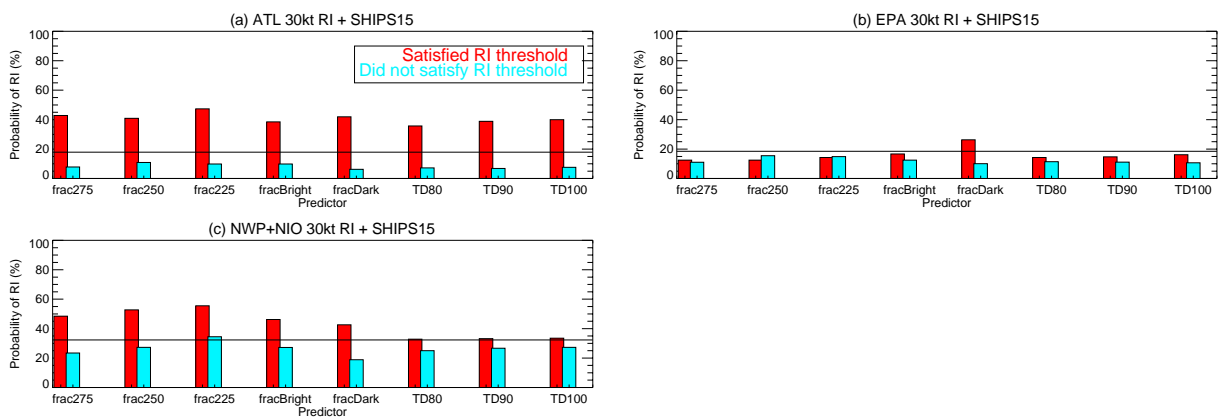 (a) ATL 30kt RI + SHIPS15
Probability of RI (%)
100
80
60
40
20
0
Satisfied RI threshold
Did not satisfy RI threshold
frac275 frac250 frac225 fracBright fracDark TD80 TD90 TD100
Predictor
(b) EPA 30kt RI + SHIPS15
Probability of RI (%)
100
80
60
40
20
0
frac275 frac250 frac225 fracBright fracDark TD80 TD90 TD100
Predictor
(c) NWP+NIO 30kt RI + SHIPS15
Probability of RI (%)
100
80
60
40
20
0
frac275 frac250 frac225 fracBright fracDark TD80 TD90 TD100
Predictor